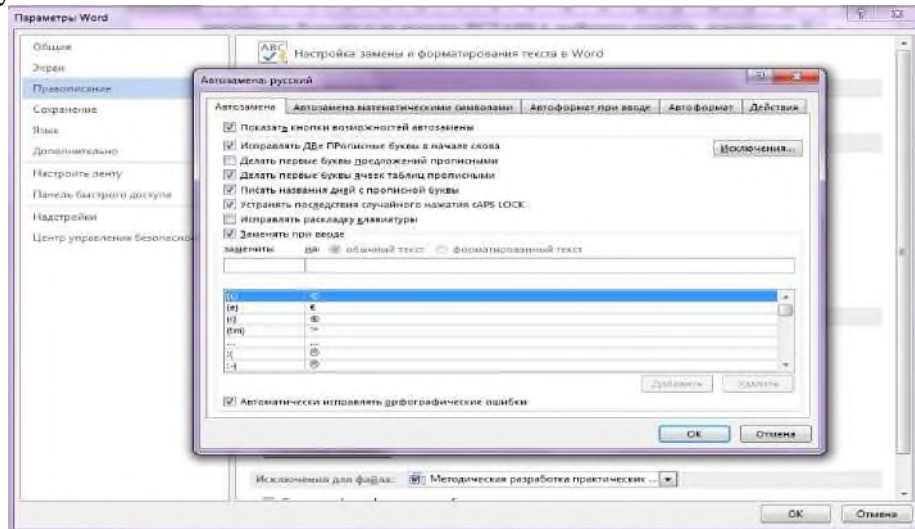 у
Параметры Word
Общие
Экран
Правописание
Сохранение
Язык
Дополнительно
Настроить ленту
Панель быстрого доступа
Надстройки
Центр управления безопасно
ABC
Настройка замены и форматирования текста в Word
Автозамена: русский
Автозамена
Автозамена математическими символами
Автоформат при вводе
Автоформат
Действия
Показать кнопки возможностей автозамены
Исправлять ДВе ПРописные буквы в начале слова
Исключения...
Делать первые буквы предложений прописными
Делать первые буквы ячеек таблиц прописными
Писать названия дней с прописной буквы
Устранять последствия случайного нажатия cAPS LOCK
Исправлять раскладку клавиатуры
Заменять при вводе
заменить:
на:
обычный текст
форматированный текст
(c) ©
(e) €
(r) ®
(tm) ™
... …
:( ☹
:-( ☹
Добавить
Удалить
Автоматически исправлять орфографические ошибки
ОК
Отмена
Исключения для файла:
Методическая разработка практических ...
ОК
Отмена